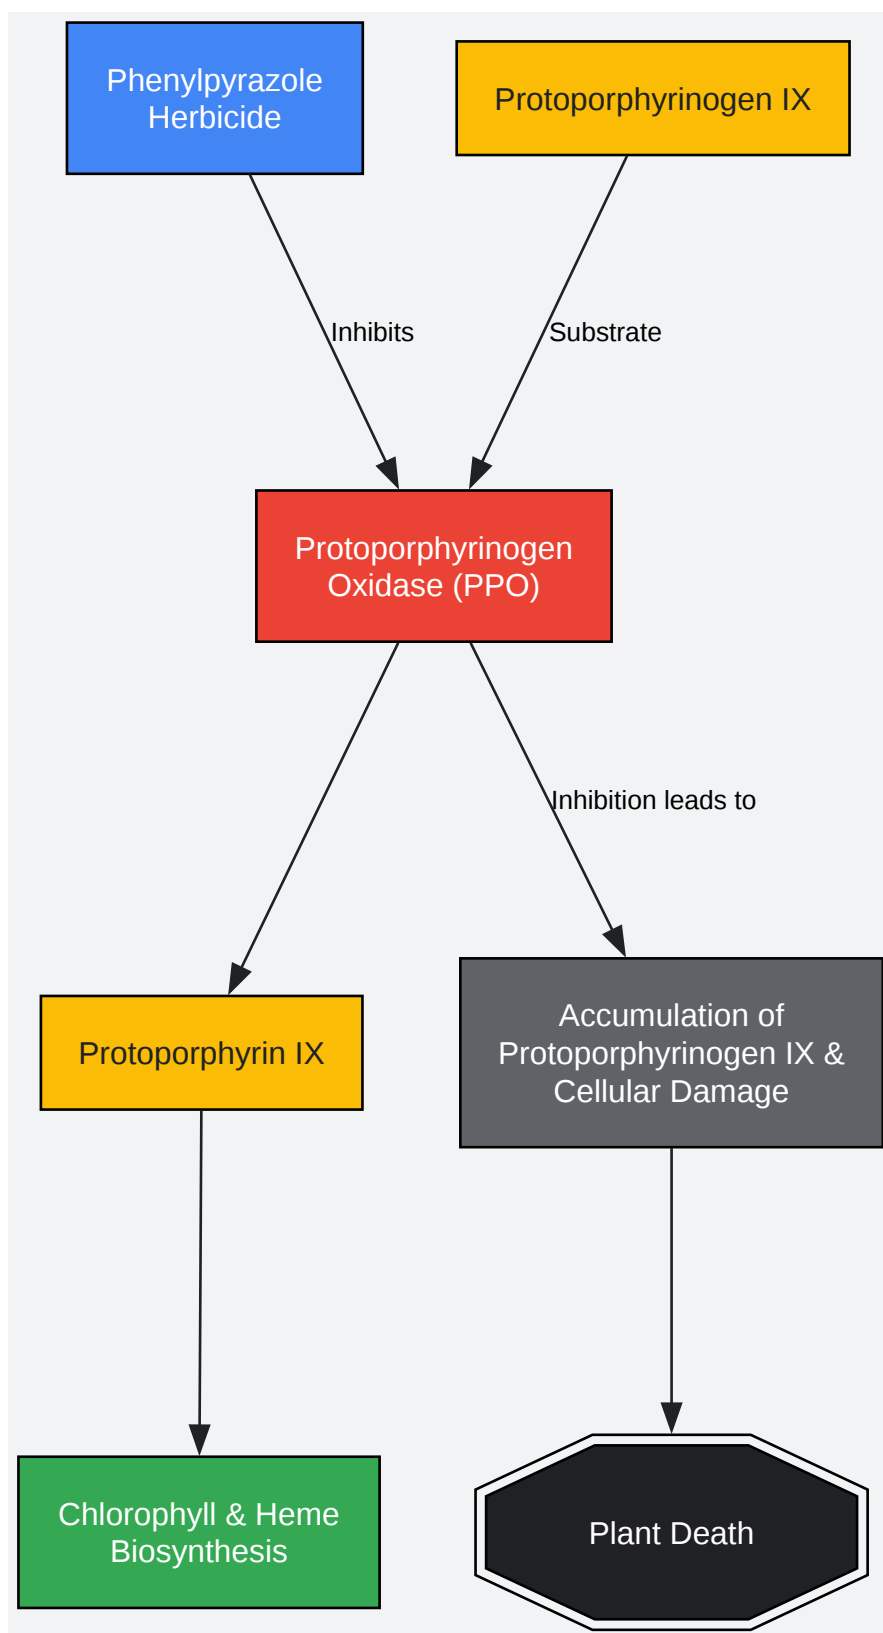 Phenylpyrazole
Herbicide
Protoporphyrinogen IX
Inhibits
Substrate
Protoporphyrinogen
Oxidase (PPO)
Inhibition leads to
Protoporphyrin IX
Accumulation of
Protoporphyrinogen IX &
Cellular Damage
Chlorophyll & Heme
Biosynthesis
Plant Death